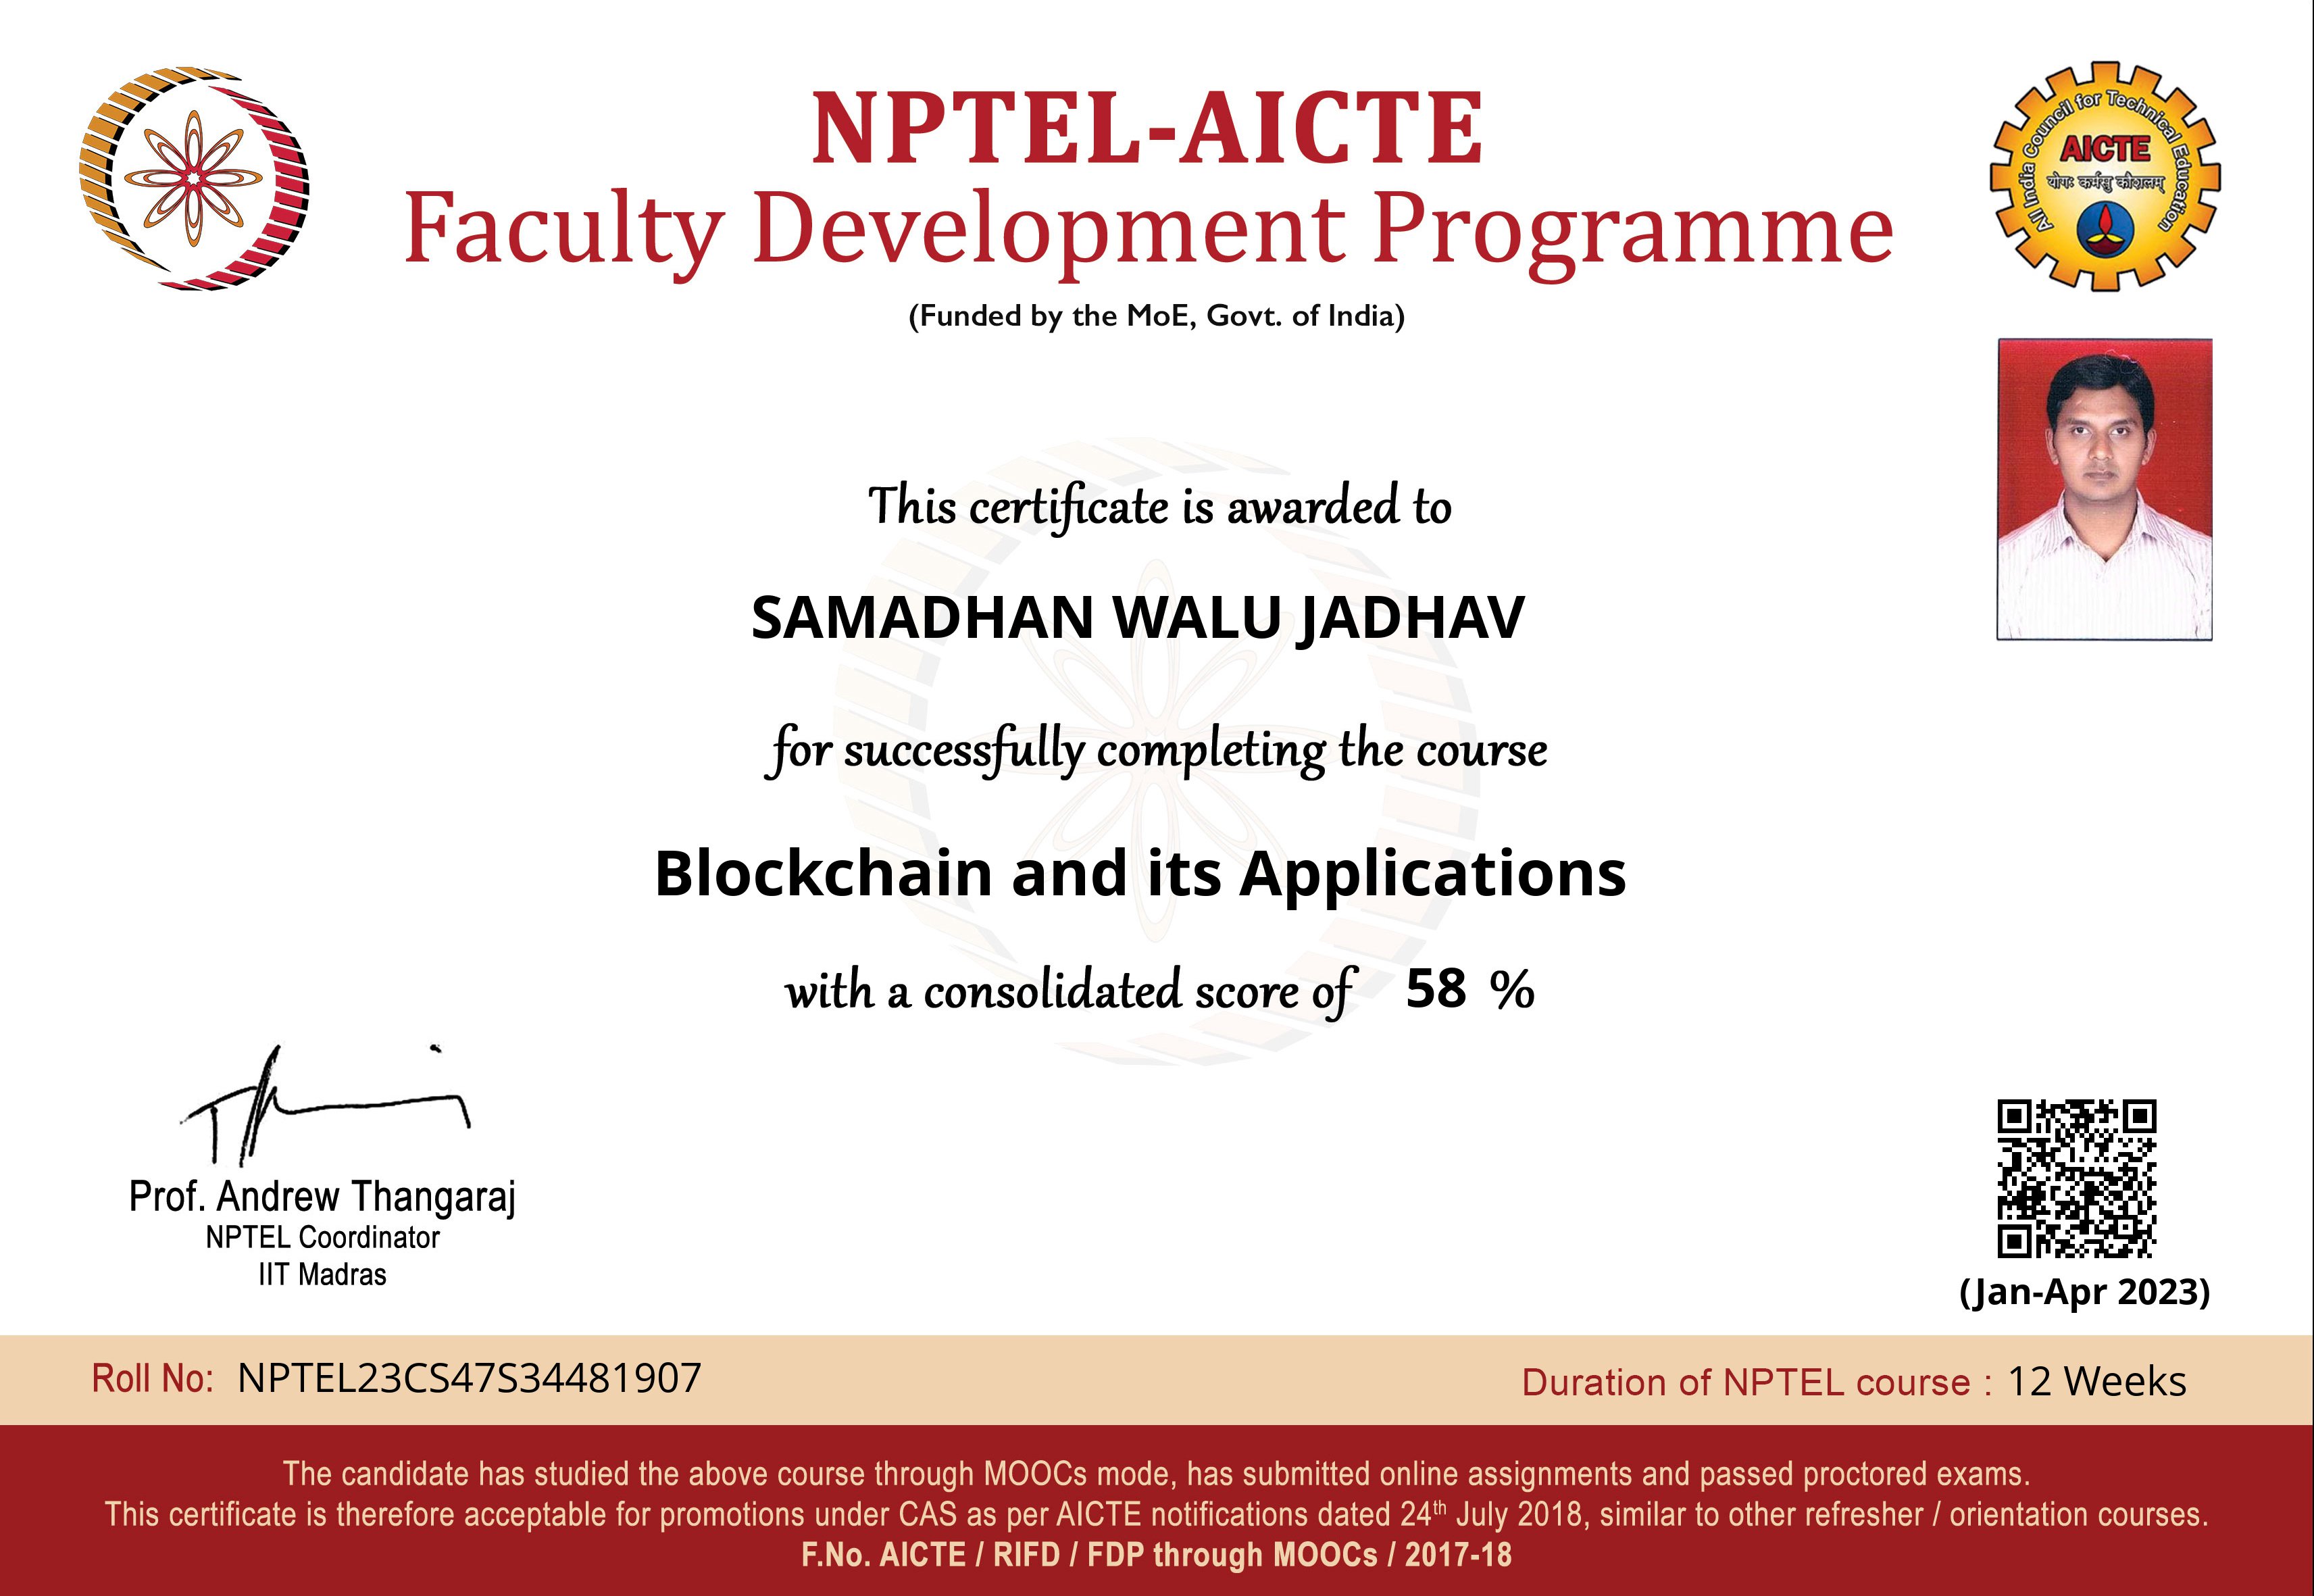 NPTEL-AICTE
Faculty Development Programme
(Funded by the MoE, Govt. of India)
All India Council for Technical Education
AICTE
योगः कर्मसु कौशलम्
This certificate is awarded to
SAMADHAN WALU JADHAV
for successfully completing the course
Blockchain and its Applications
with a consolidated score of 58 %
Prof. Andrew Thangaraj
NPTEL Coordinator
IIT Madras
(Jan-Apr 2023)
Roll No: NPTEL23CS47S34481907
Duration of NPTEL course : 12 Weeks
The candidate has studied the above course through MOOCs mode, has submitted online assignments and passed proctored exams.
This certificate is therefore acceptable for promotions under CAS as per AICTE notifications dated 24th July 2018, similar to other refresher / orientation courses.
F.No. AICTE / RIFD / FDP through MOOCs / 2017-18